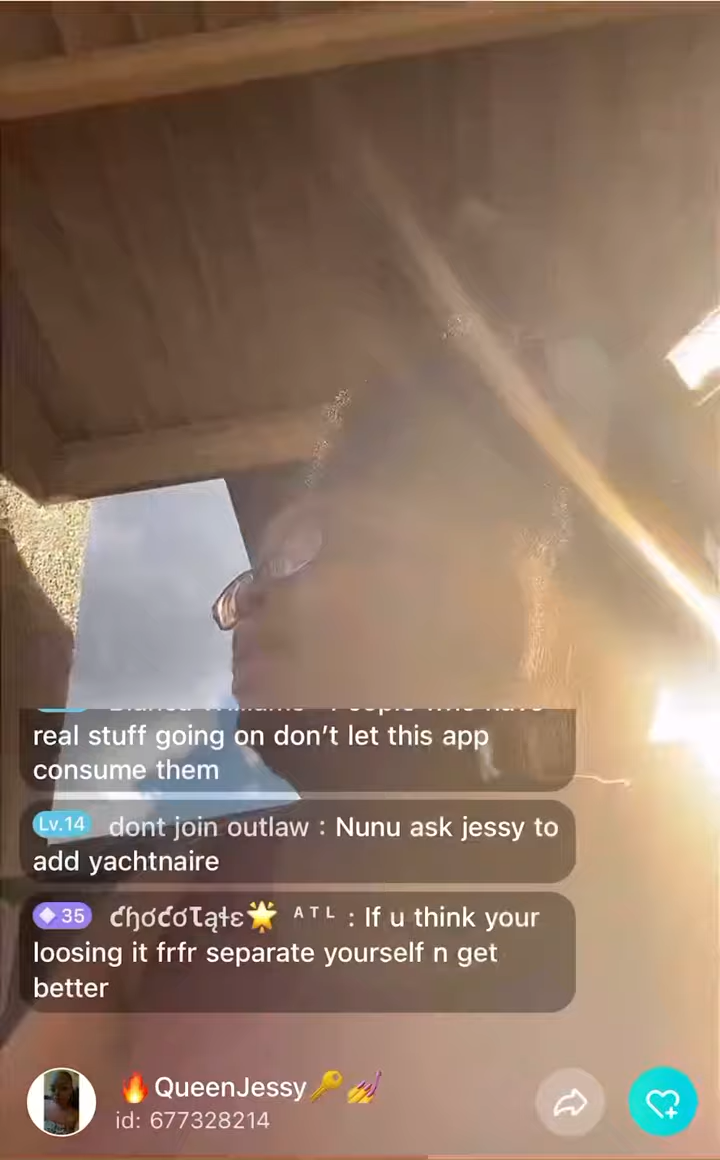 real stuff going on don't let this app
consume them
Lv.14 dont join outlaw : Nunu ask jessy to
add yachtnaire
35 ƈɧơƈơƖąɬɛ🌟 ᴬᵀᴸ : If u think your
loosing it frfr separate yourself n get
better
🔥QueenJessy🔑💅
id: 677328214